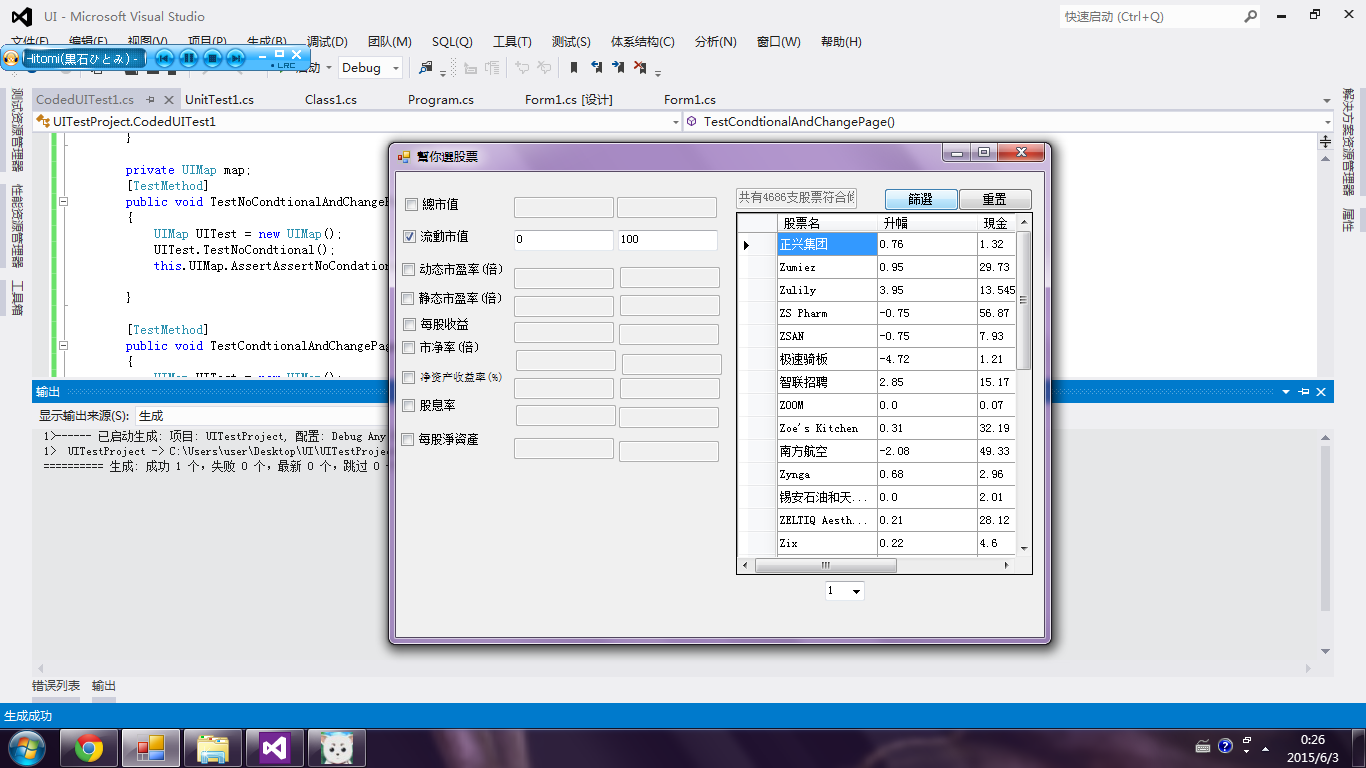 UI - Microsoft Visual Studio
快速启动 (Ctrl+Q)
文件(F) 编辑(E) 视图(V) 项目(P) 生成(B) 调试(D) 团队(M) SQL(Q) 工具(T) 测试(S) 体系结构(C) 分析(N) 窗口(W) 帮助(H)
Hitomi(黒石ひとみ) -
LRC
启动 Debug
CodedUITest1.cs UnitTest1.cs Class1.cs Program.cs Form1.cs [设计] Form1.cs
UITestProject.CodedUITest1
TestCondtionalAndChangePage()
测试资源管理器
性能资源管理器
工具箱
解决方案资源管理器
属性
}
private UIMap map;
[TestMethod]
public void TestNoCondtionalAndChange
{
UIMap UITest = new UIMap();
UITest.TestNoCondtional();
this.UIMap.AssertAssertNoCondation
}
[TestMethod]
public void TestCondtionalAndChangePag
{
UIMap UITest = new UIMap();
幫你選股票
總市值
流動市值 0 100
动态市盈率(倍)
静态市盈率(倍)
每股收益
市净率(倍)
净资产收益率(%)
股息率
每股淨資產
共有4686支股票符合
篩選
重置
股票名 升幅 現金
正兴集团 0.76 1.32
Zumiez 0.95 29.73
Zulily 3.95 13.545
ZS Pharm -0.75 56.87
ZSAN -0.75 7.93
极速骑板 -4.72 1.21
智联招聘 2.85 15.17
ZOOM 0.0 0.07
Zoe's Kitchen 0.31 32.19
南方航空 -2.08 49.33
Zynga 0.68 2.96
锡安石油和天... 0.0 2.01
ZELTIQ Aesth... 0.21 28.12
Zix 0.22 4.6
1
输出
显示输出来源(S): 生成
1>------ 已启动生成: 项目: UITestProject, 配置: Debug Any
1> UITestProject -> C:\Users\user\Desktop\UI\UITestProjec
========== 生成: 成功 1 个，失败 0 个，最新 0 个，跳过 0
错误列表 输出
生成成功
0:26
2015/6/3